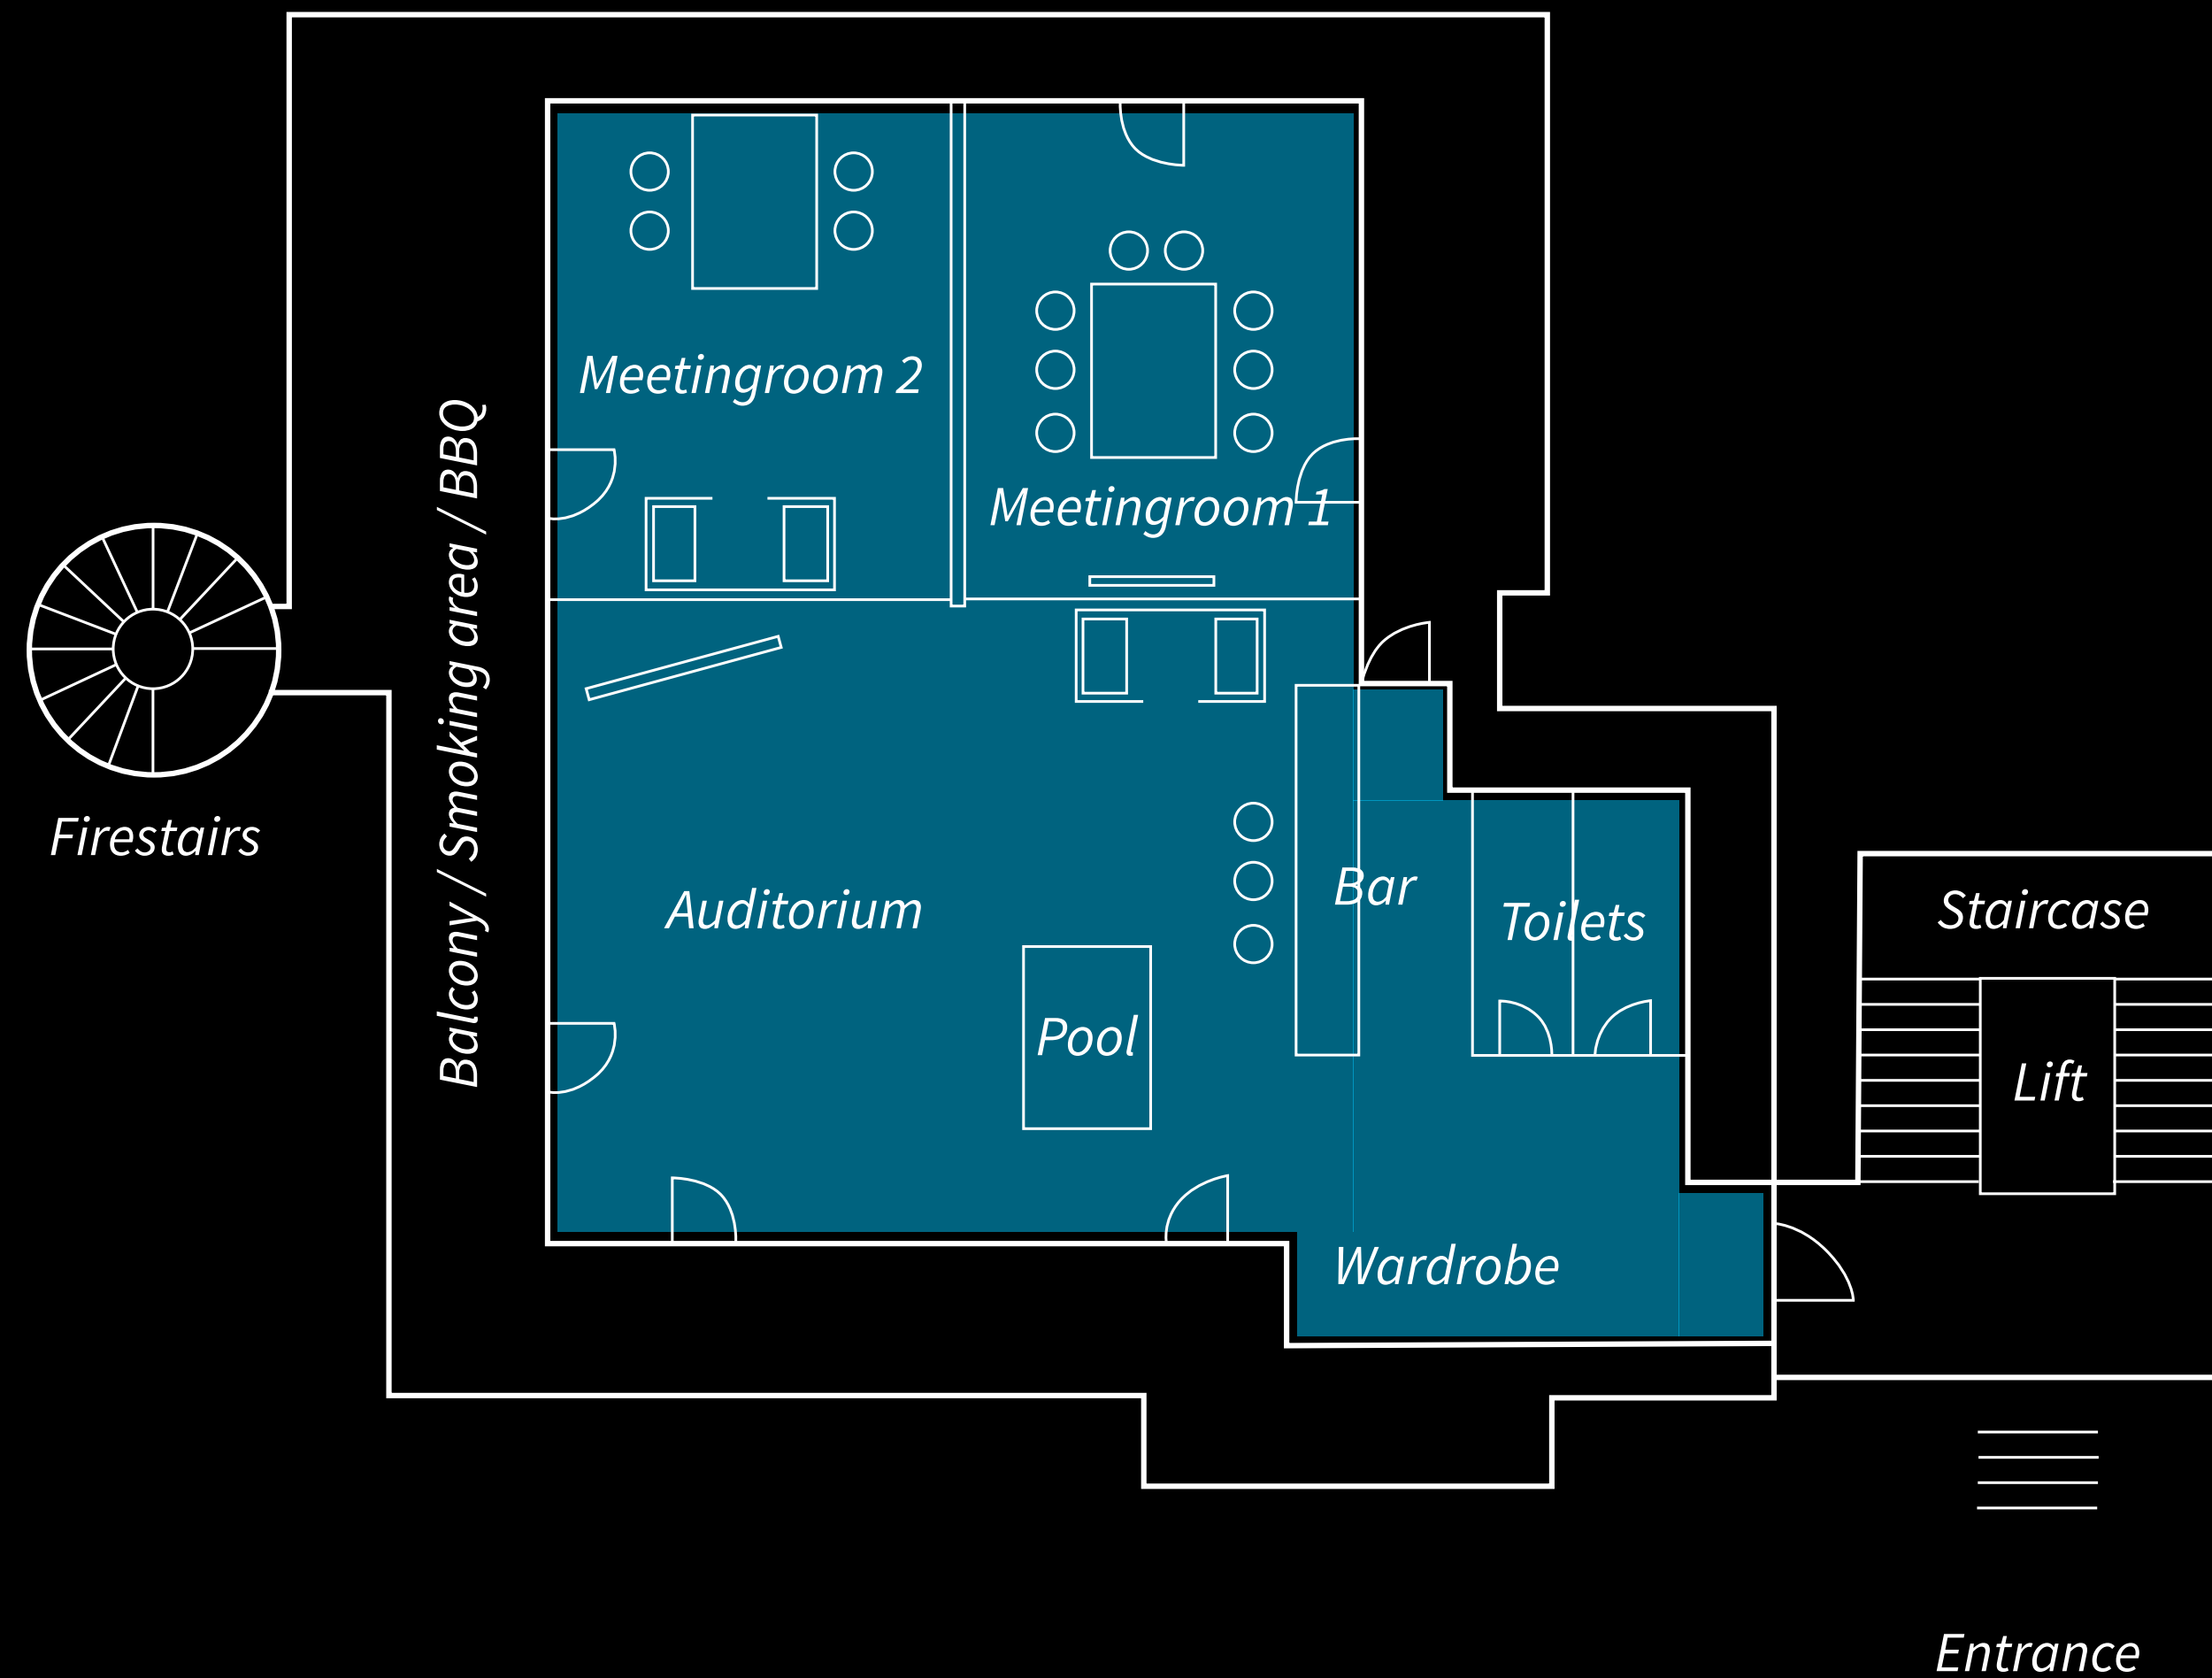 Meetingroom 2
Meetingroom 1
Balcony / Smoking area / BBQ
Firestairs
Auditorium
Bar
Toilets
Staircase
Pool
Lift
Wardrobe
Entrance